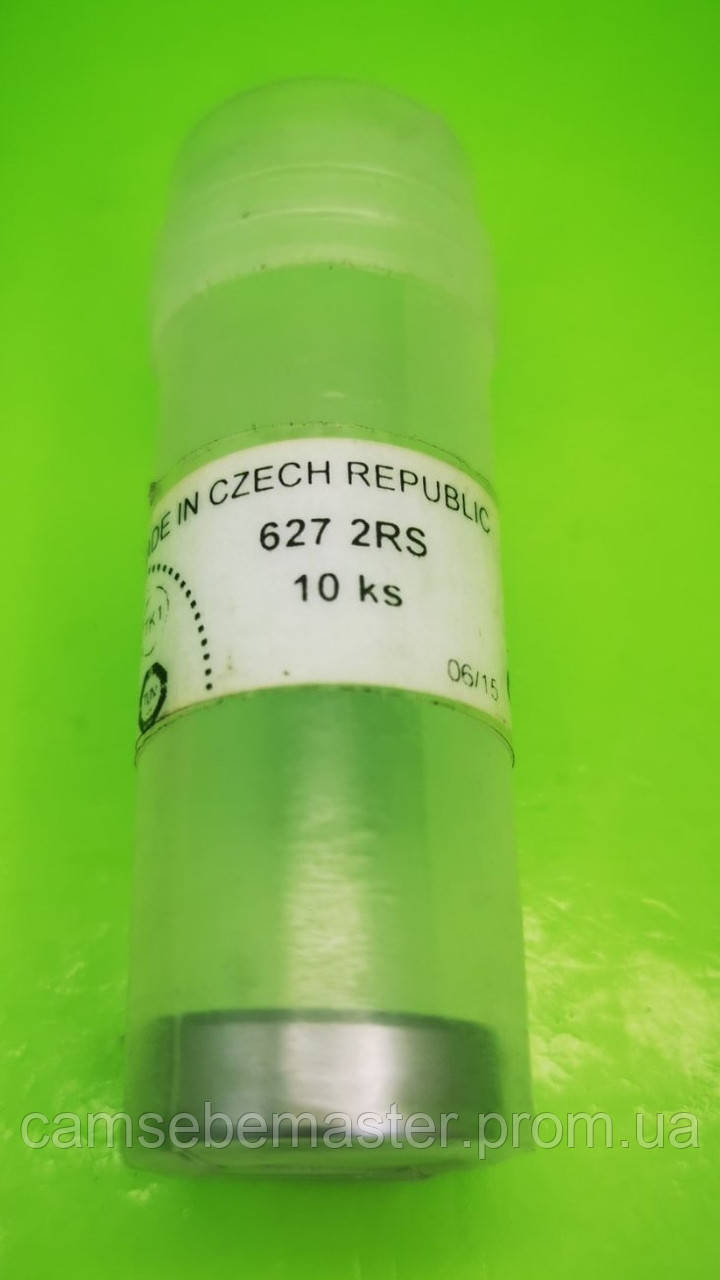 IN CZECH REPUBLIC
627 2RS
10 ks
06/15
camsebemaster.prom.ua